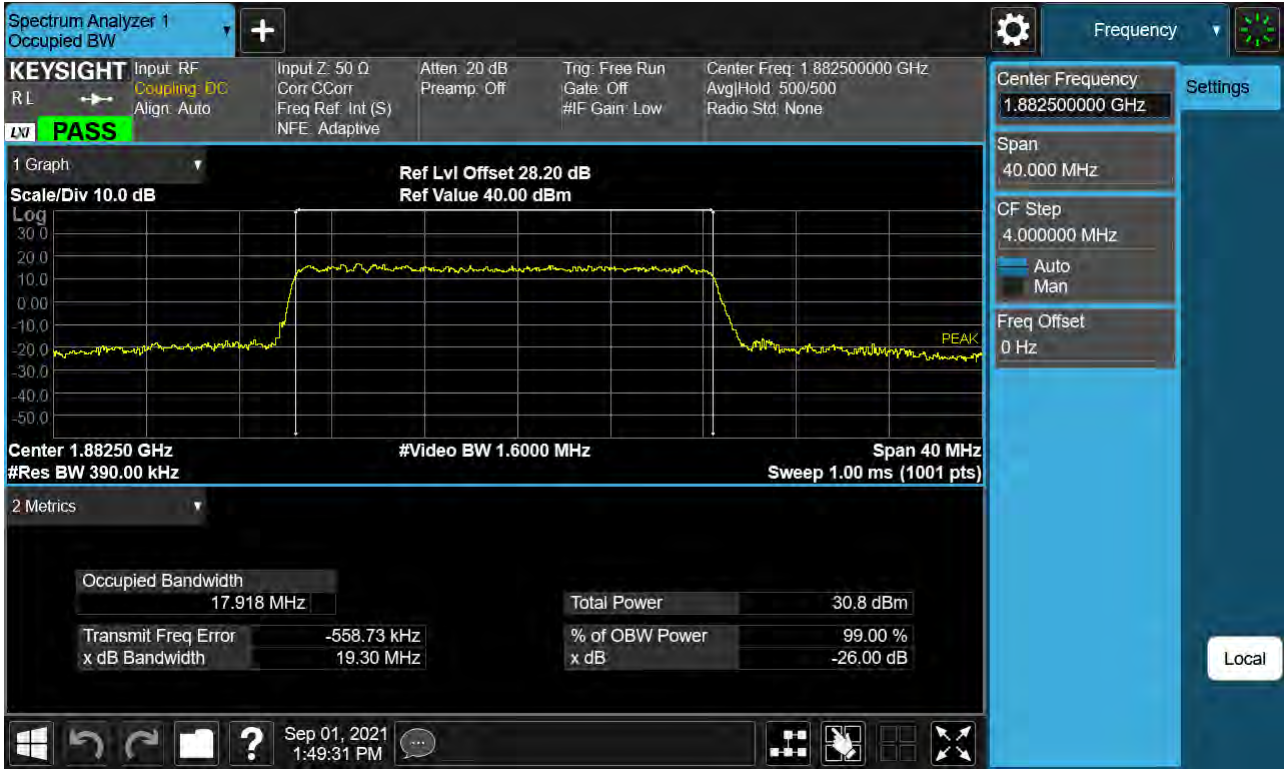 Spectrum Analyzer 1
Occupied BW
Frequency
KEYSIGHT
R L
LXI PASS
Input: RF
Coupling: DC
Align: Auto
Input Z: 50 Ω
Corr CCorr
Freq Ref: Int (S)
NFE: Adaptive
Atten: 20 dB
Preamp: Off
Trig: Free Run
Gate: Off
#IF Gain: Low
Center Freq: 1.882500000 GHz
Avg|Hold: 500/500
Radio Std: None
Center Frequency
1.882500000 GHz
Settings
Span
40.000 MHz
CF Step
4.000000 MHz
Auto
Man
Freq Offset
0 Hz
Local
1 Graph
Scale/Div 10.0 dB
Ref Lvl Offset 28.20 dB
Ref Value 40.00 dBm
Log
30.0
20.0
10.0
0.00
-10.0
-20.0
-30.0
-40.0
-50.0
PEAK
Center 1.88250 GHz
#Video BW 1.6000 MHz
Span 40 MHz
#Res BW 390.00 kHz
Sweep 1.00 ms (1001 pts)
2 Metrics
Occupied Bandwidth
17.918 MHz
Total Power 30.8 dBm
Transmit Freq Error -558.73 kHz
% of OBW Power 99.00 %
x dB Bandwidth 19.30 MHz
x dB -26.00 dB
?
Sep 01, 2021
1:49:31 PM